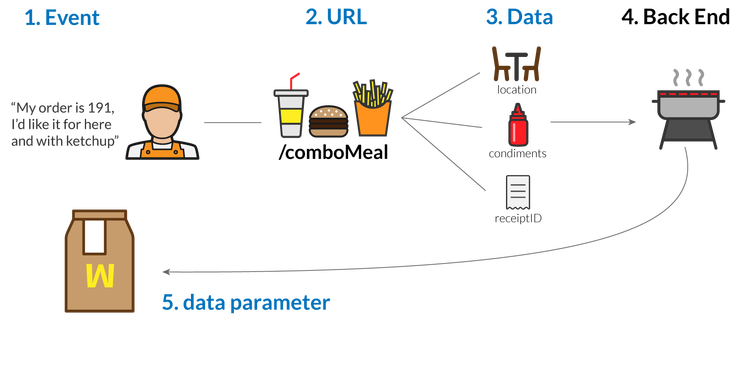 1. Event
2. URL
3. Data
4. Back End
“My order is 191,
I’d like it for here
and with ketchup”
/comboMeal
location
condiments
receiptID
W
5. data parameter